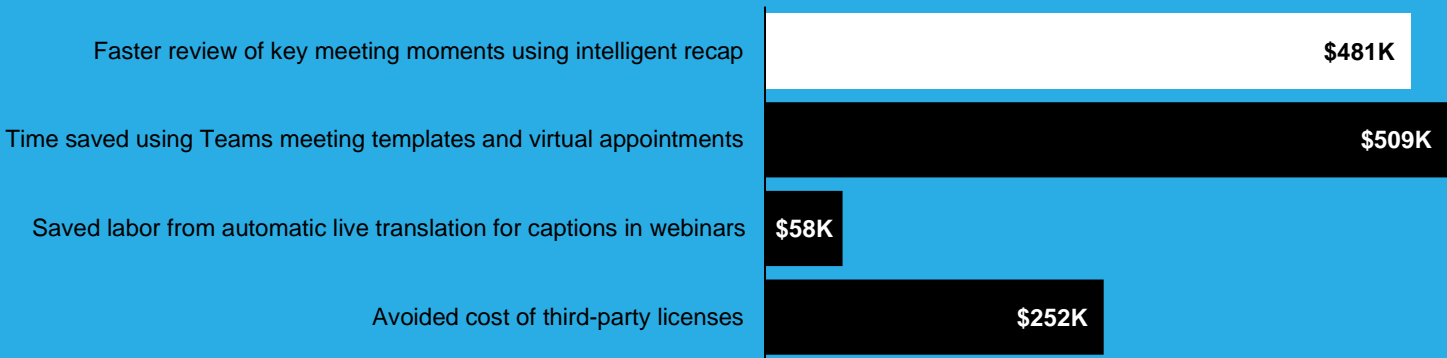 Faster review of key meeting moments using intelligent recap
$481K
Time saved using Teams meeting templates and virtual appointments
$509K
Saved labor from automatic live translation for captions in webinars
$58K
Avoided cost of third-party licenses
$252K